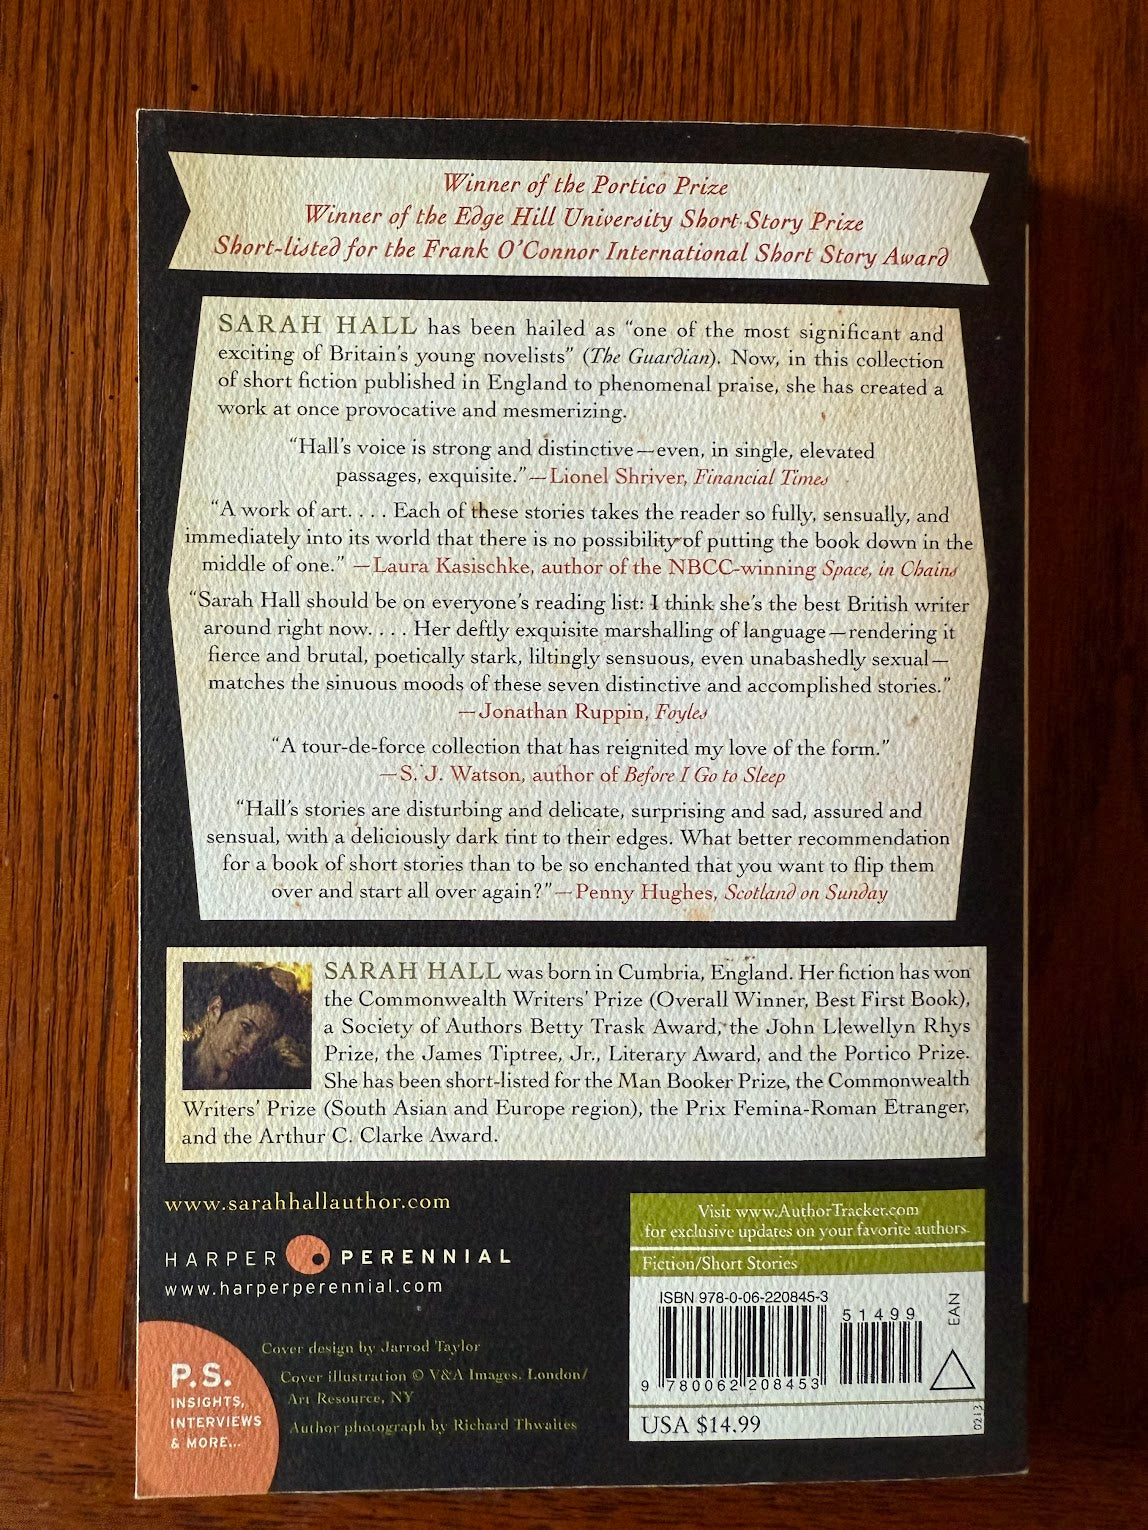 Winner of the Portico Prize
Winner of the Edge Hill University Short Story Prize
Short-listed for the Frank O'Connor International Short Story Award
SARAH HALL has been hailed as “one of the most significant and
exciting of Britain's young novelists” (The Guardian). Now, in this collection
of short fiction published in England to phenomenal praise, she has created a
work at once provocative and mesmerizing.
“Hall's voice is strong and distinctive—even, in single, elevated
passages, exquisite.”—Lionel Shriver, Financial Times
“A work of art. . . . Each of these stories takes the reader so fully, sensually, and
immediately into its world that there is no possibility of putting the book down in the
middle of one.” —Laura Kasischke, author of the NBCC-winning Space, in Chains
“Sarah Hall should be on everyone's reading list: I think she's the best British writer
around right now. . . . Her deftly exquisite marshalling of language—rendering it
fierce and brutal, poetically stark, liltingly sensuous, even unabashedly sexual—
matches the sinuous moods of these seven distinctive and accomplished stories.”
—Jonathan Ruppin, Foyles
“A tour-de-force collection that has reignited my love of the form.”
—S. J. Watson, author of Before I Go to Sleep
“Hall's stories are disturbing and delicate, surprising and sad, assured and
sensual, with a deliciously dark tint to their edges. What better recommendation
for a book of short stories than to be so enchanted that you want to flip them
over and start all over again?”—Penny Hughes, Scotland on Sunday
SARAH HALL was born in Cumbria, England. Her fiction has won
the Commonwealth Writers' Prize (Overall Winner, Best First Book),
a Society of Authors Betty Trask Award, the John Llewellyn Rhys
Prize, the James Tiptree, Jr., Literary Award, and the Portico Prize.
She has been short-listed for the Man Booker Prize, the Commonwealth
Writers' Prize (South Asian and Europe region), the Prix Femina-Roman Etranger,
and the Arthur C. Clarke Award.
www.sarahhallauthor.com
HARPER PERENNIAL
www.harperperennial.com
P.S.
INSIGHTS,
INTERVIEWS
& MORE...
Cover design by Jarrod Taylor
Cover illustration © V&A Images, London/
Art Resource, NY
Author photograph by Richard Thwaites
Visit www.AuthorTracker.com
for exclusive updates on your favorite authors.
Fiction/Short Stories
ISBN 978-0-06-220845-3
51499
EAN
9 780062 208453
USA $14.99
0213